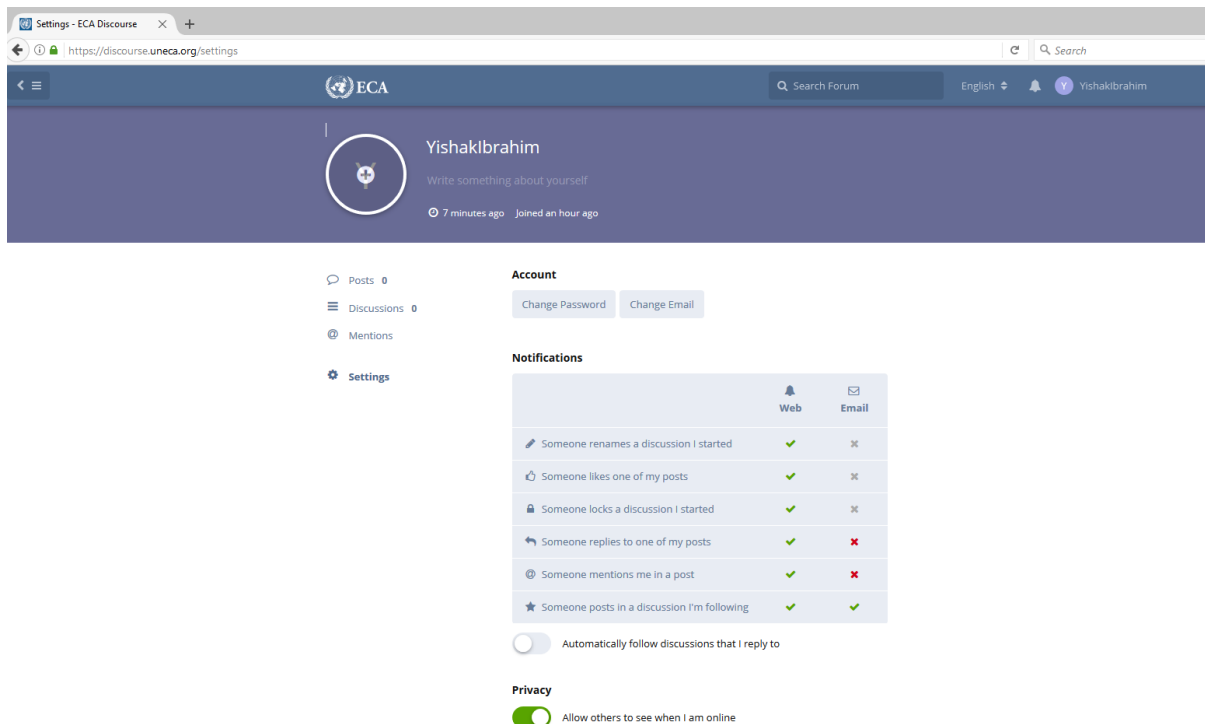 Settings - ECA Discourse
https://discourse.uneca.org/settings
Search
ECA
Search Forum
English
Y
YishakIbrahim
YishakIbrahim
Write something about yourself
7 minutes ago Joined an hour ago
Posts 0
Discussions 0
Mentions
Settings
Account
Change Password Change Email
Notifications
Web Email
Someone renames a discussion I started
Someone likes one of my posts
Someone locks a discussion I started
Someone replies to one of my posts
@ Someone mentions me in a post
Someone posts in a discussion I'm following
Automatically follow discussions that I reply to
Privacy
Allow others to see when I am online